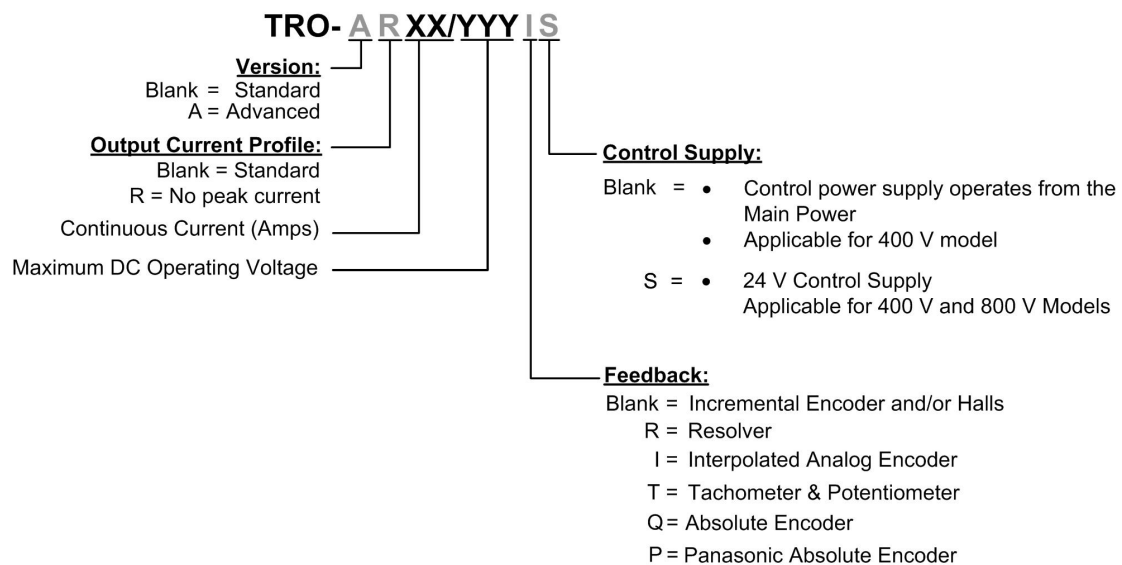 TRO- A R XX/YYY I S
Version:
Blank = Standard
A = Advanced
Output Current Profile:
Blank = Standard
R = No peak current
Continuous Current (Amps)
Maximum DC Operating Voltage
Control Supply:
Blank = • Control power supply operates from the
Main Power
• Applicable for 400 V model
S = • 24 V Control Supply
Applicable for 400 V and 800 V Models
Feedback:
Blank = Incremental Encoder and/or Halls
R = Resolver
I = Interpolated Analog Encoder
T = Tachometer & Potentiometer
Q = Absolute Encoder
P = Panasonic Absolute Encoder